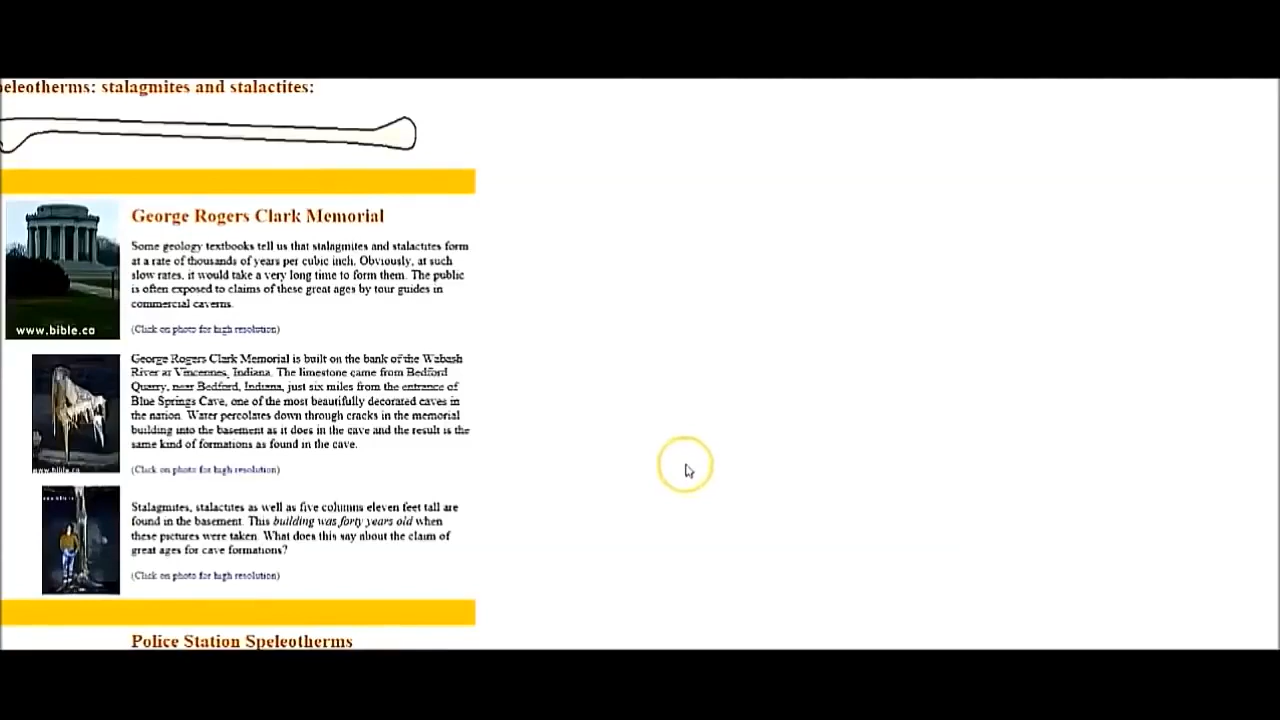 peleotherms: stalagmites and stalactites:
George Rogers Clark Memorial
Some geology textbooks tell us that stalagmites and stalactites form
at a rate of thousands of years per cubic inch. Obviously, at such
slow rates, it would take a very long time to form them. The public
is often exposed to claims of these great ages by tour guides in
commercial caverns.
www.bible.ca
(Click on photo for high resolution)
George Rogers Clark Memorial is built on the bank of the Wabash
River at Vincennes, Indiana. The limestone came from Bedford
Quarry, near Bedford, Indiana, just six miles from the entrance of
Blue Springs Cave, one of the most beautifully decorated caves in
the nation. Water percolates down through cracks in the memorial
building into the basement as it does in the cave and the result is the
same kind of formations as found in the cave.
www.bible.ca
(Click on photo for high resolution)
Stalagmites, stalactites as well as five columns eleven feet tall are
found in the basement. This building was forty years old when
these pictures were taken. What does this say about the claim of
great ages for cave formations?
(Click on photo for high resolution)
Police Station Speleotherms